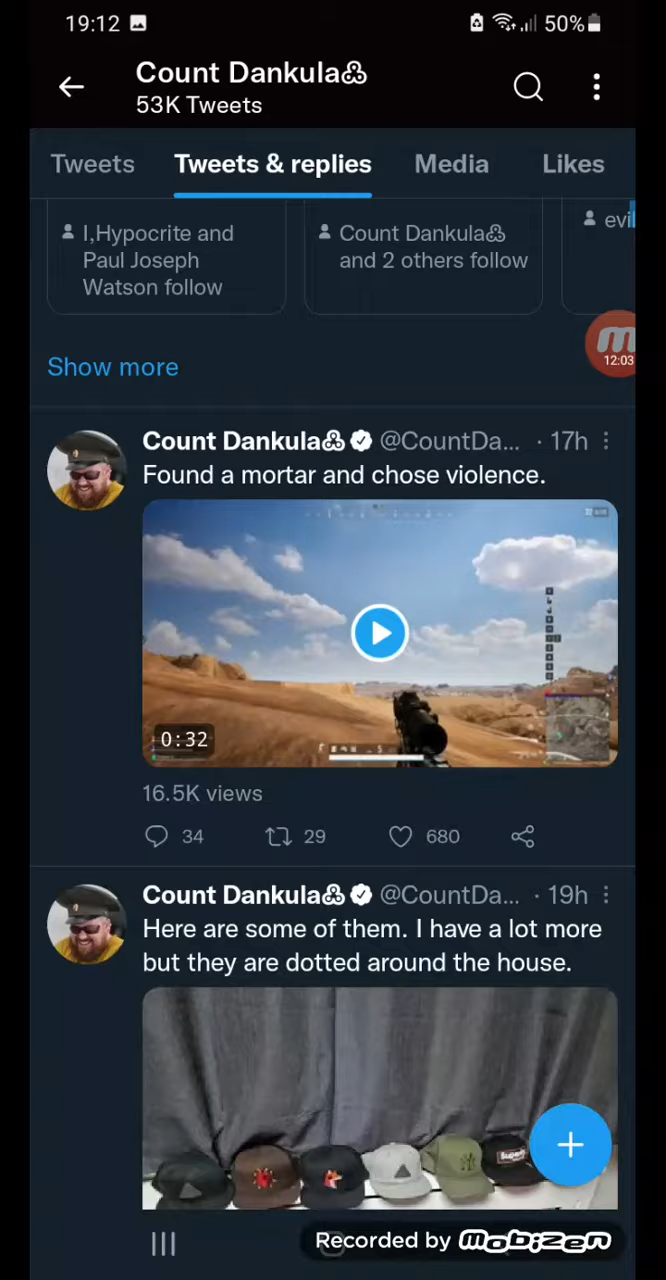 19:12 50%
Count Dankula
53K Tweets
Tweets Tweets & replies Media Likes
I,Hypocrite and
Paul Joseph
Watson follow
Count Dankula
and 2 others follow
evil
12:03
Show more
Count Dankula @CountDa... · 17h
Found a mortar and chose violence.
0:32
16.5K views
34 29 680
Count Dankula @CountDa... · 19h
Here are some of them. I have a lot more
but they are dotted around the house.
Recorded by mobizen